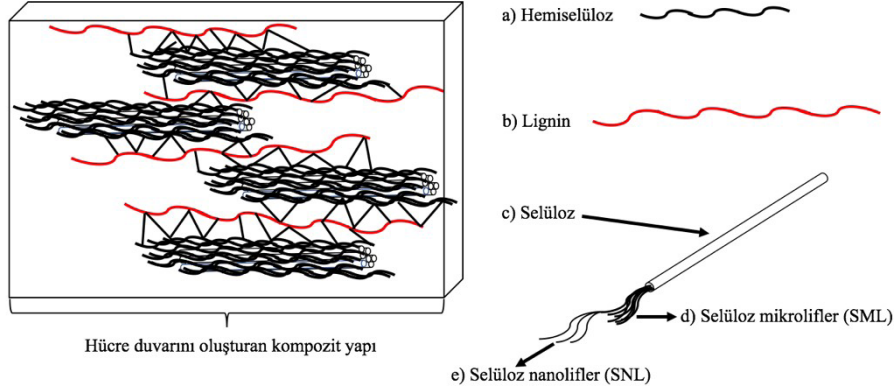 a) Hemiselüloz
b) Lignin
c) Selüloz
d) Selüloz mikrolifler (SML)
e) Selüloz nanolifler (SNL)
Hücre duvarını oluşturan kompozit yapı